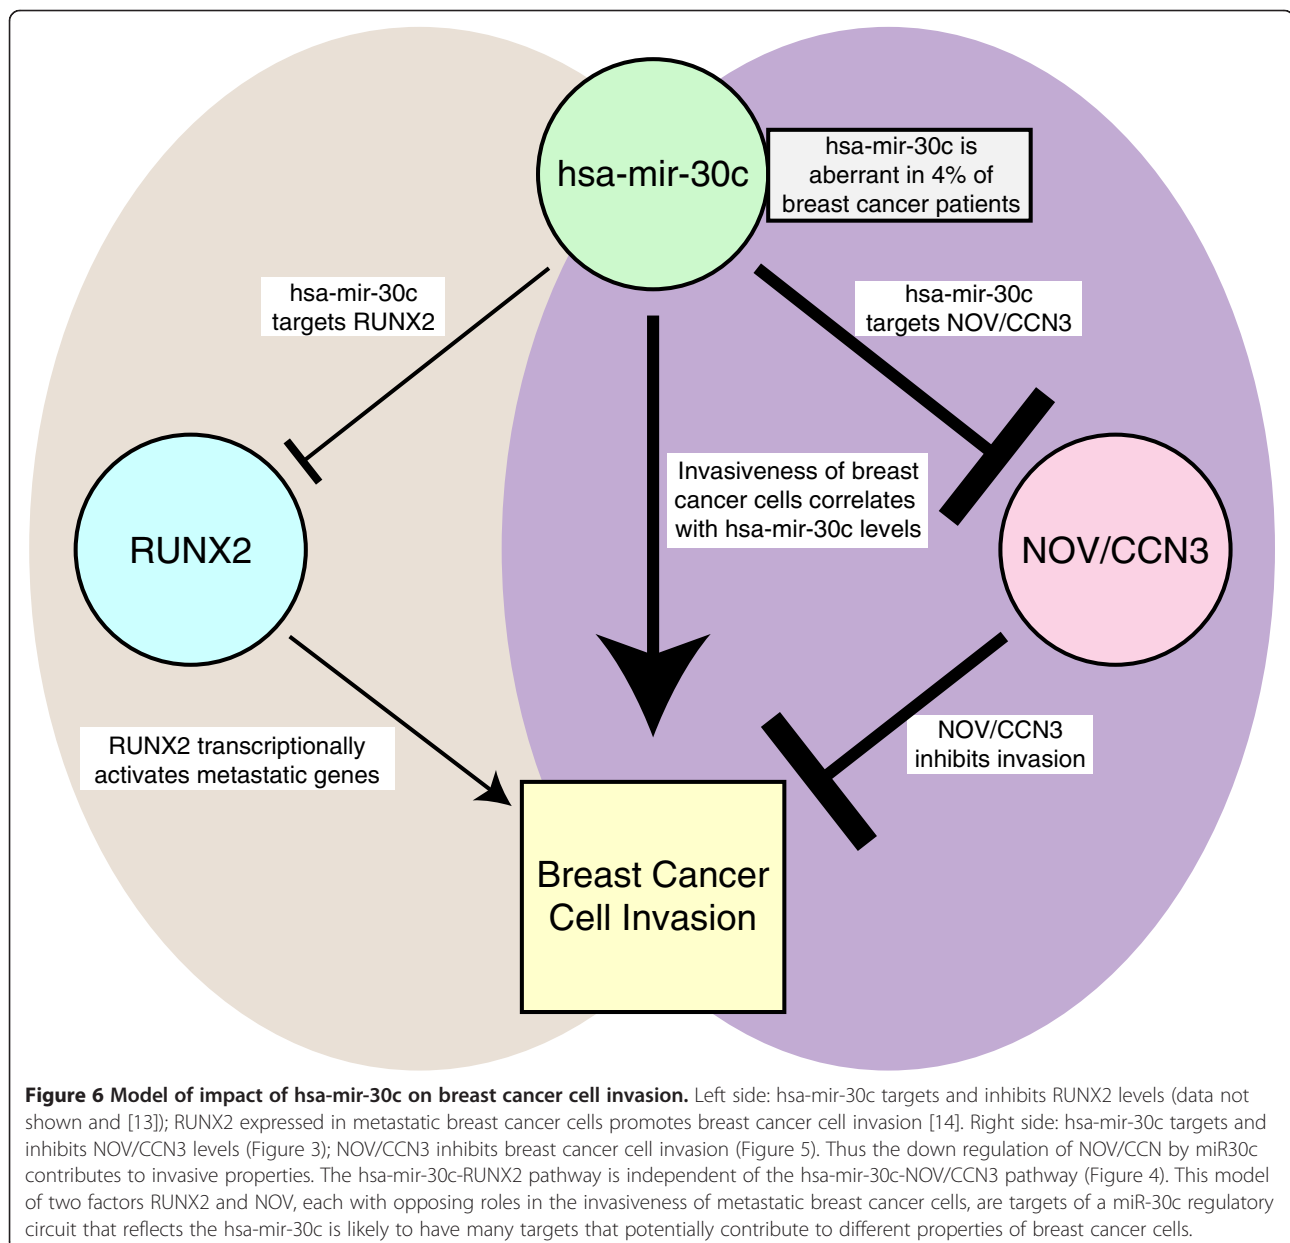 hsa-mir-30c
hsa-mir-30c is
aberrant in 4% of
breast cancer patients
hsa-mir-30c
targets RUNX2
hsa-mir-30c
targets NOV/CCN3
Invasiveness of breast
cancer cells correlates
with hsa-mir-30c levels
RUNX2
NOV/CCN3
RUNX2 transcriptionally
activates metastatic genes
NOV/CCN3
inhibits invasion
Breast Cancer
Cell Invasion
Figure 6 Model of impact of hsa-mir-30c on breast cancer cell invasion. Left side: hsa-mir-30c targets and inhibits RUNX2 levels (data not
shown and [13]); RUNX2 expressed in metastatic breast cancer cells promotes breast cancer cell invasion [14]. Right side: hsa-mir-30c targets and
inhibits NOV/CCN3 levels (Figure 3); NOV/CCN3 inhibits breast cancer cell invasion (Figure 5). Thus the down regulation of NOV/CCN by miR30c
contributes to invasive properties. The hsa-mir-30c-RUNX2 pathway is independent of the hsa-mir-30c-NOV/CCN3 pathway (Figure 4). This model
of two factors RUNX2 and NOV, each with opposing roles in the invasiveness of metastatic breast cancer cells, are targets of a miR-30c regulatory
circuit that reflects the hsa-mir-30c is likely to have many targets that potentially contribute to different properties of breast cancer cells.